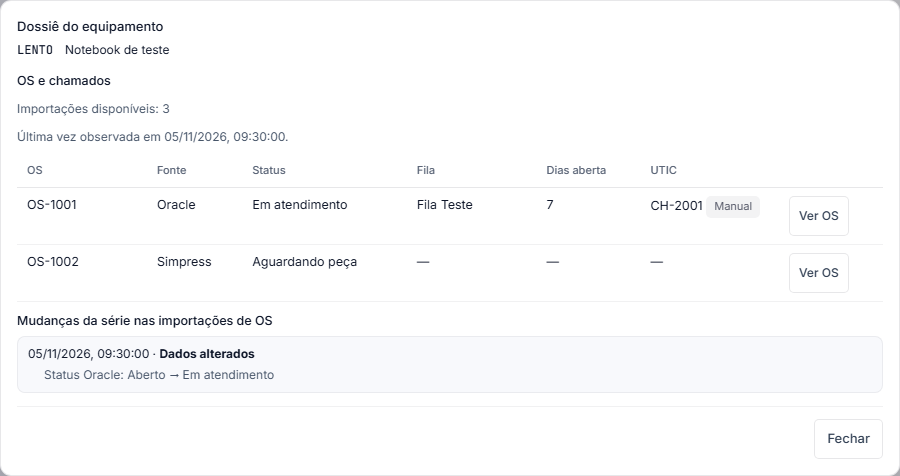 Dossiê do equipamento
LENTO Notebook de teste
OS e chamados
Importações disponíveis: 3
Última vez observada em 05/11/2026, 09:30:00.
OS Fonte Status Fila Dias aberta UTIC
OS-1001 Oracle Em atendimento Fila Teste 7 CH-2001 Manual Ver OS
OS-1002 Simpress Aguardando peça — — — Ver OS
Mudanças da série nas importações de OS
05/11/2026, 09:30:00 · Dados alterados
Status Oracle: Aberto → Em atendimento
Fechar